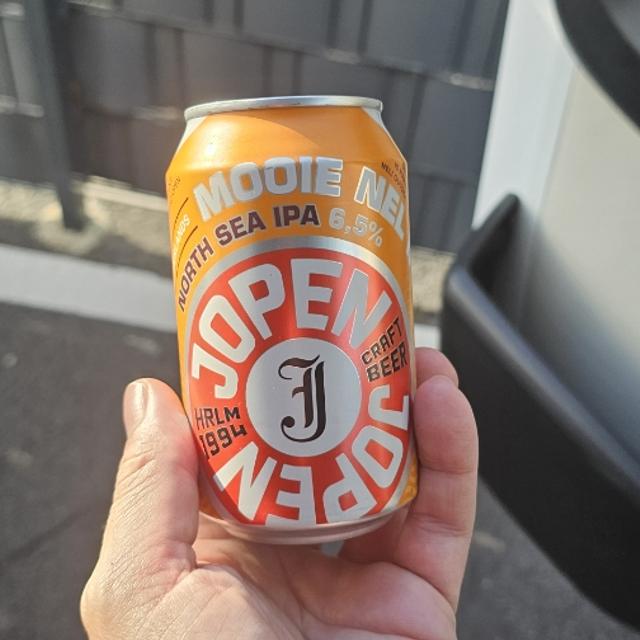 MOOIE NEL
NORTH SEA IPA 6,5%
JOPEN
CRAFT
BEER
J
HRLM
1994
JOPEN